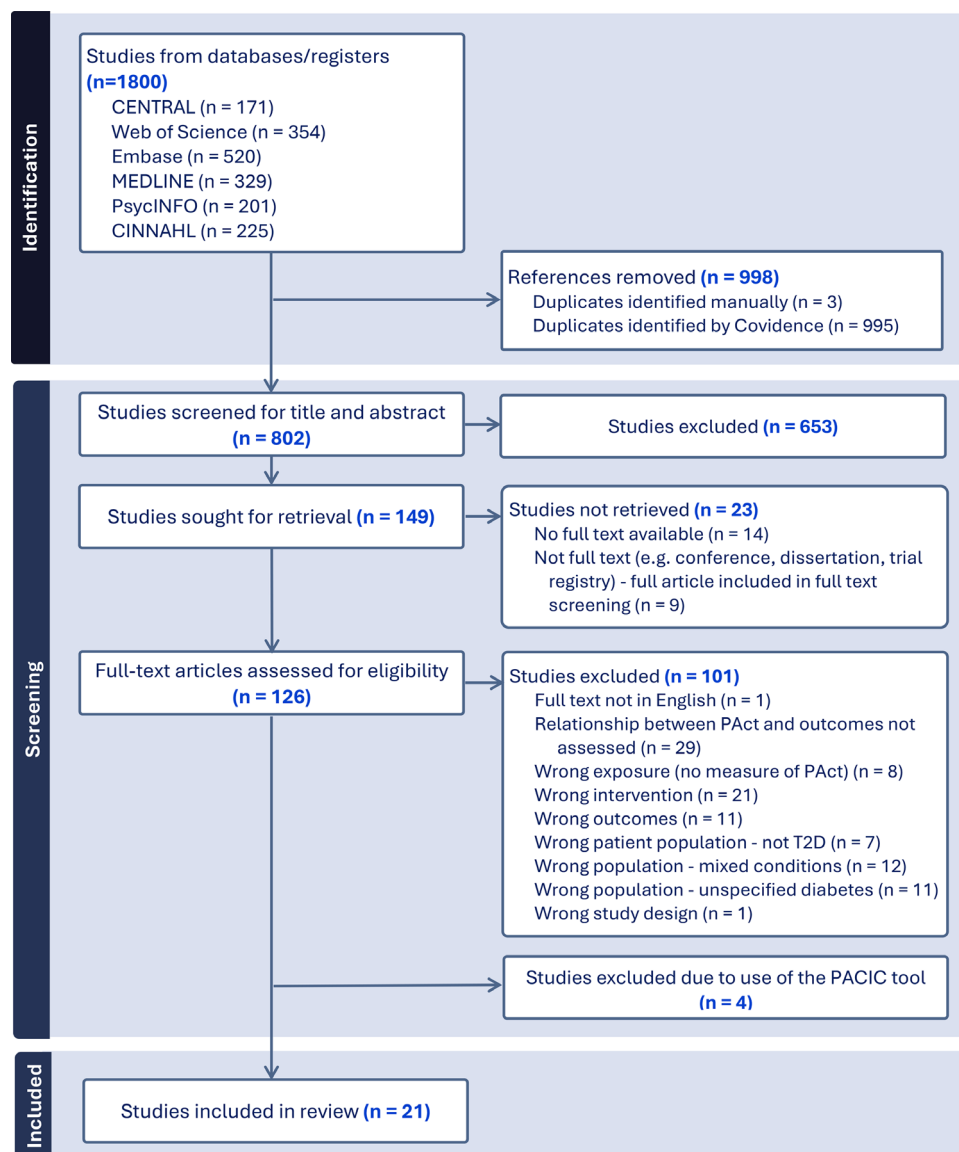 Identification
Studies from databases/registers
(n=1800)
CENTRAL (n = 171)
Web of Science (n = 354)
Embase (n = 520)
MEDLINE (n = 329)
PsycINFO (n = 201)
CINNAHL (n = 225)
References removed (n = 998)
Duplicates identified manually (n = 3)
Duplicates identified by Covidence (n = 995)
Screening
Studies screened for title and abstract
(n = 802)
Studies excluded (n = 653)
Studies sought for retrieval (n = 149)
Studies not retrieved (n = 23)
No full text available (n = 14)
Not full text (e.g. conference, dissertation, trial
registry) - full article included in full text
screening (n = 9)
Full-text articles assessed for eligibility
(n = 126)
Studies excluded (n = 101)
Full text not in English (n = 1)
Relationship between PAct and outcomes not
assessed (n = 29)
Wrong exposure (no measure of PAct) (n = 8)
Wrong intervention (n = 21)
Wrong outcomes (n = 11)
Wrong patient population - not T2D (n = 7)
Wrong population - mixed conditions (n = 12)
Wrong population - unspecified diabetes (n = 11)
Wrong study design (n = 1)
Studies excluded due to use of the PACIC tool
(n = 4)
Included
Studies included in review (n = 21)